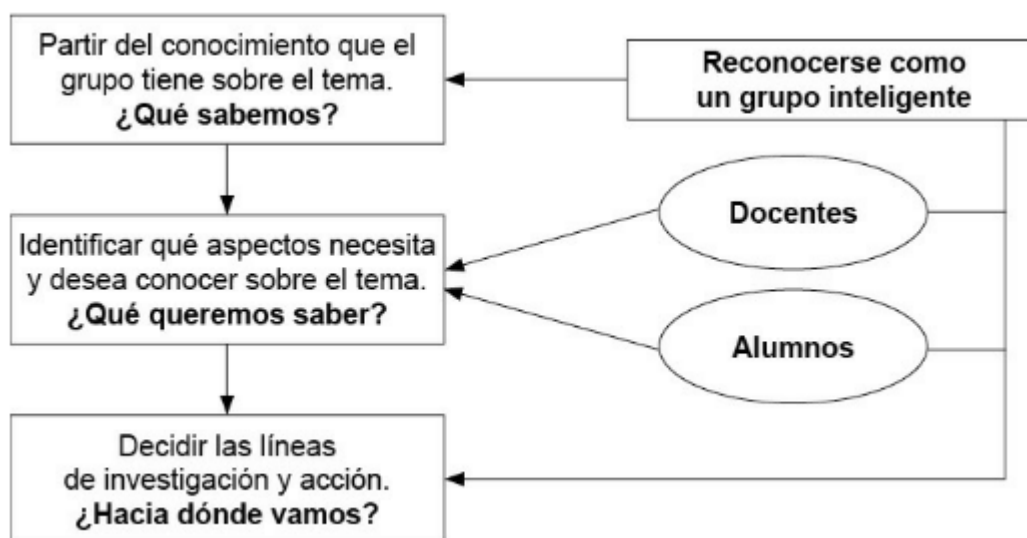 Partir del conocimiento que el
grupo tiene sobre el tema.
¿Qué sabemos?
Reconocerse como
un grupo inteligente
Identificar qué aspectos necesita
y desea conocer sobre el tema.
¿Qué queremos saber?
Docentes
Alumnos
Decidir las líneas
de investigación y acción.
¿Hacia dónde vamos?